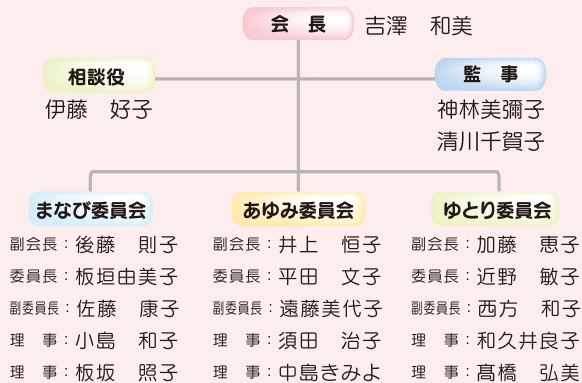 会　長　吉澤　和美
相談役
伊藤　好子
監　事
神林美彌子
清川千賀子
まなび委員会
副会長：後藤　則子
委員長：板垣由美子
副委員長：佐藤　康子
理　事：小島　和子
理　事：板坂　照子
あゆみ委員会
副会長：井上　恒子
委員長：平田　文子
副委員長：遠藤美代子
理　事：須田　治子
理　事：中島きみよ
ゆとり委員会
副会長：加藤　恵子
委員長：近野　敏子
副委員長：西方　和子
理　事：和久井良子
理　事：髙橋　弘美